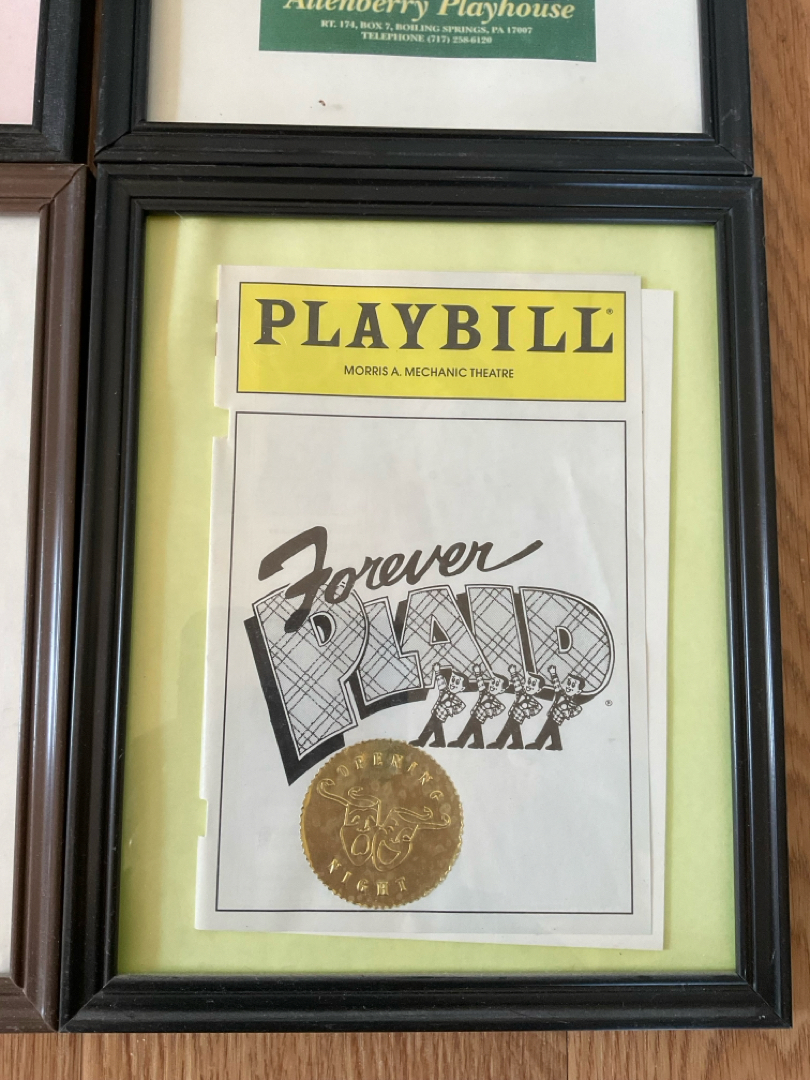 Allenberry Playhouse
RT. 174, BOX 7, BOILING SPRINGS, PA 17007
TELEPHONE (717) 258-6120
PLAYBILL®
MORRIS A. MECHANIC THEATRE
Forever
PLAID®
OPENING
NIGHT